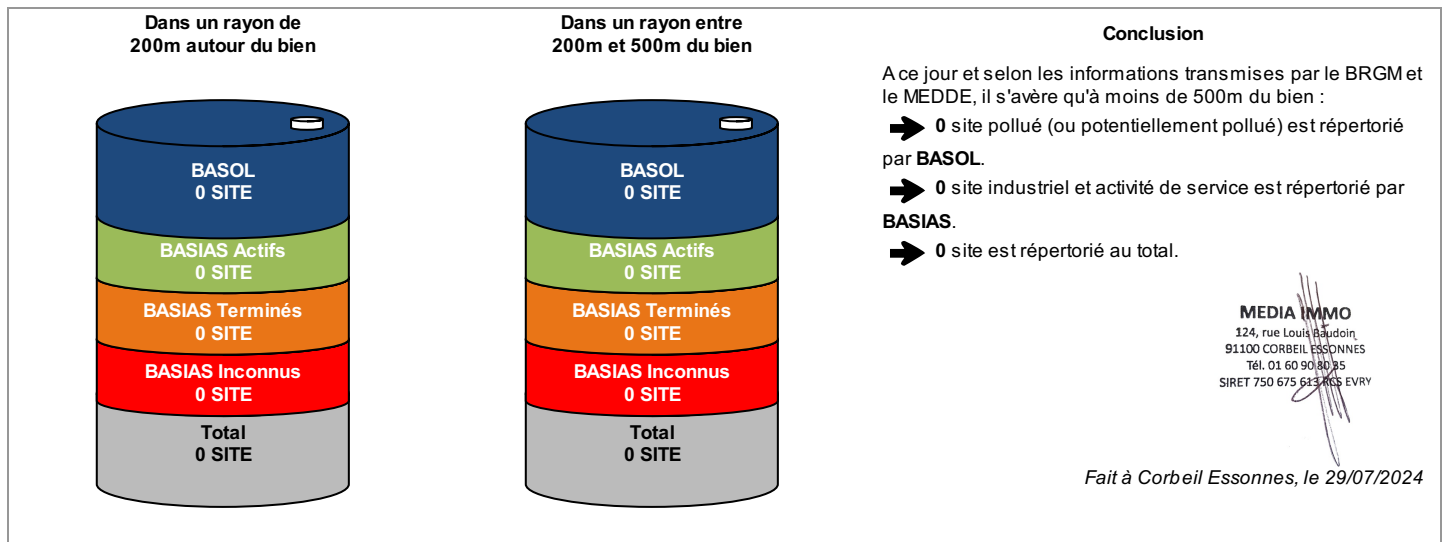 Dans un rayon de
200m autour du bien
BASOL
0 SITE
BASIAS Actifs
0 SITE
BASIAS Terminés
0 SITE
BASIAS Inconnus
0 SITE
Total
0 SITE
Dans un rayon entre
200m et 500m du bien
BASOL
0 SITE
BASIAS Actifs
0 SITE
BASIAS Terminés
0 SITE
BASIAS Inconnus
0 SITE
Total
0 SITE
Conclusion
A ce jour et selon les informations transmises par le BRGM et
le MEDDE, il s'avère qu'à moins de 500m du bien :
0 site pollué (ou potentiellement pollué) est répertorié
par BASOL.
0 site industriel et activité de service est répertorié par
BASIAS.
0 site est répertorié au total.
MEDIA IMMO
124, rue Louis Baudoin
91100 CORBEIL ESSONNES
Tél. 01 60 90 80 85
SIRET 750 675 613 RCS EVRY
Fait à Corbeil Essonnes, le 29/07/2024